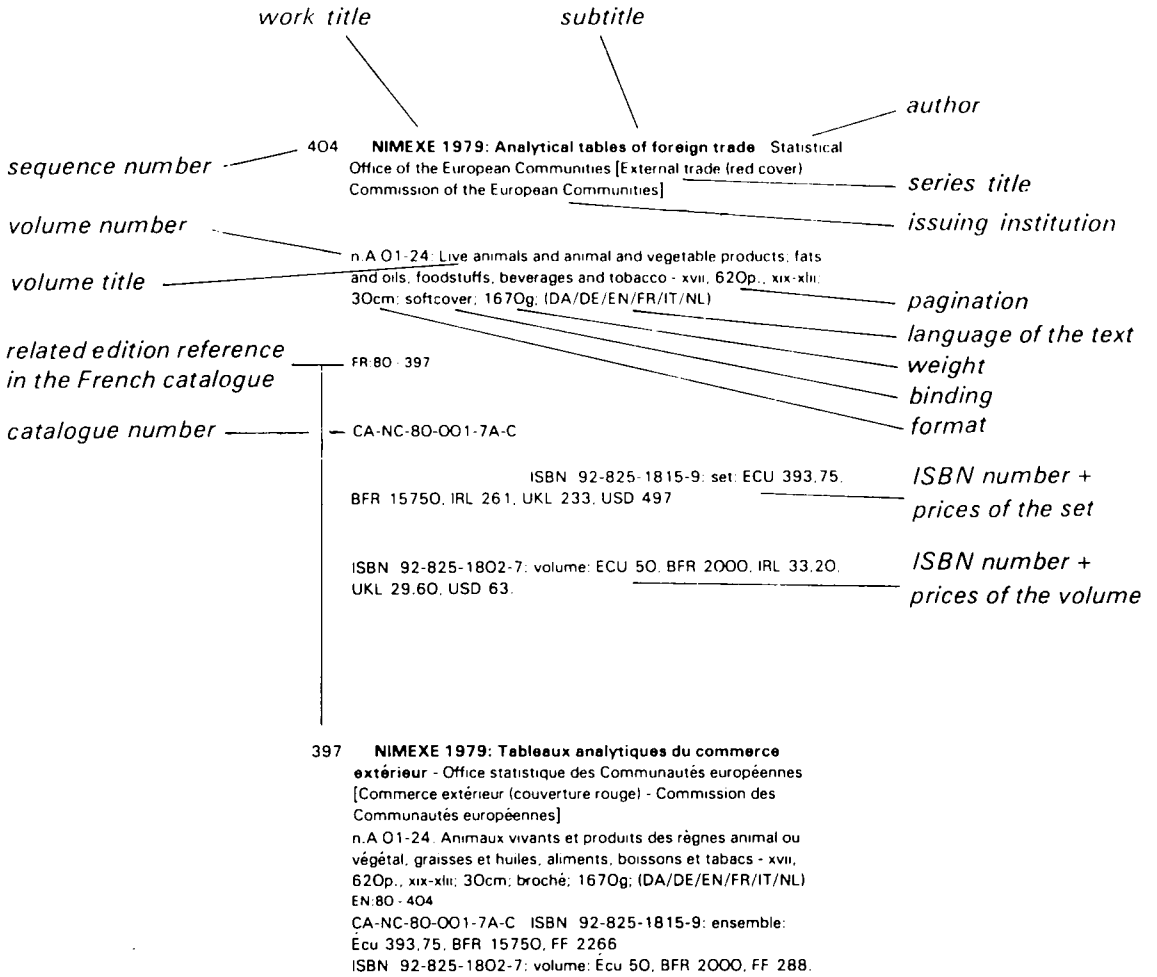 work title
subtitle
author
sequence number
404 NIMEXE 1979: Analytical tables of foreign trade Statistical
Office of the European Communities [External trade (red cover)
Commission of the European Communities]
series title
issuing institution
volume number
n.A 01-24: Live animals and animal and vegetable products; fats
and oils, foodstuffs, beverages and tobacco - xvii, 620p., xix-xliii;
30cm; softcover; 1670g; (DA/DE/EN/FR/IT/NL)
volume title
pagination
language of the text
weight
binding
format
related edition reference
in the French catalogue
FR:80 - 397
catalogue number
CA-NC-80-001-7A-C
ISBN 92-825-1815-9: set: ECU 393,75.
BFR 15750, IRL 261, UKL 233, USD 497
ISBN number +
prices of the set
ISBN 92-825-1802-7: volume: ECU 50, BFR 2000, IRL 33,20.
UKL 29.60, USD 63.
ISBN number +
prices of the volume
397 NIMEXE 1979: Tableaux analytiques du commerce
extérieur - Office statistique des Communautés européennes
[Commerce extérieur (couverture rouge) - Commission des
Communautés européennes]
n.A 01-24. Animaux vivants et produits des règnes animal ou
végétal, graisses et huiles, aliments, boissons et tabacs - xvii,
620p., xix-xliii; 30cm; broché; 1670g; (DA/DE/EN/FR/IT/NL)
EN:80 - 404
CA-NC-80-001-7A-C ISBN 92-825-1815-9: ensemble:
Écu 393,75, BFR 15750, FF 2266
ISBN 92-825-1802-7: volume: Écu 50, BFR 2000, FF 288.